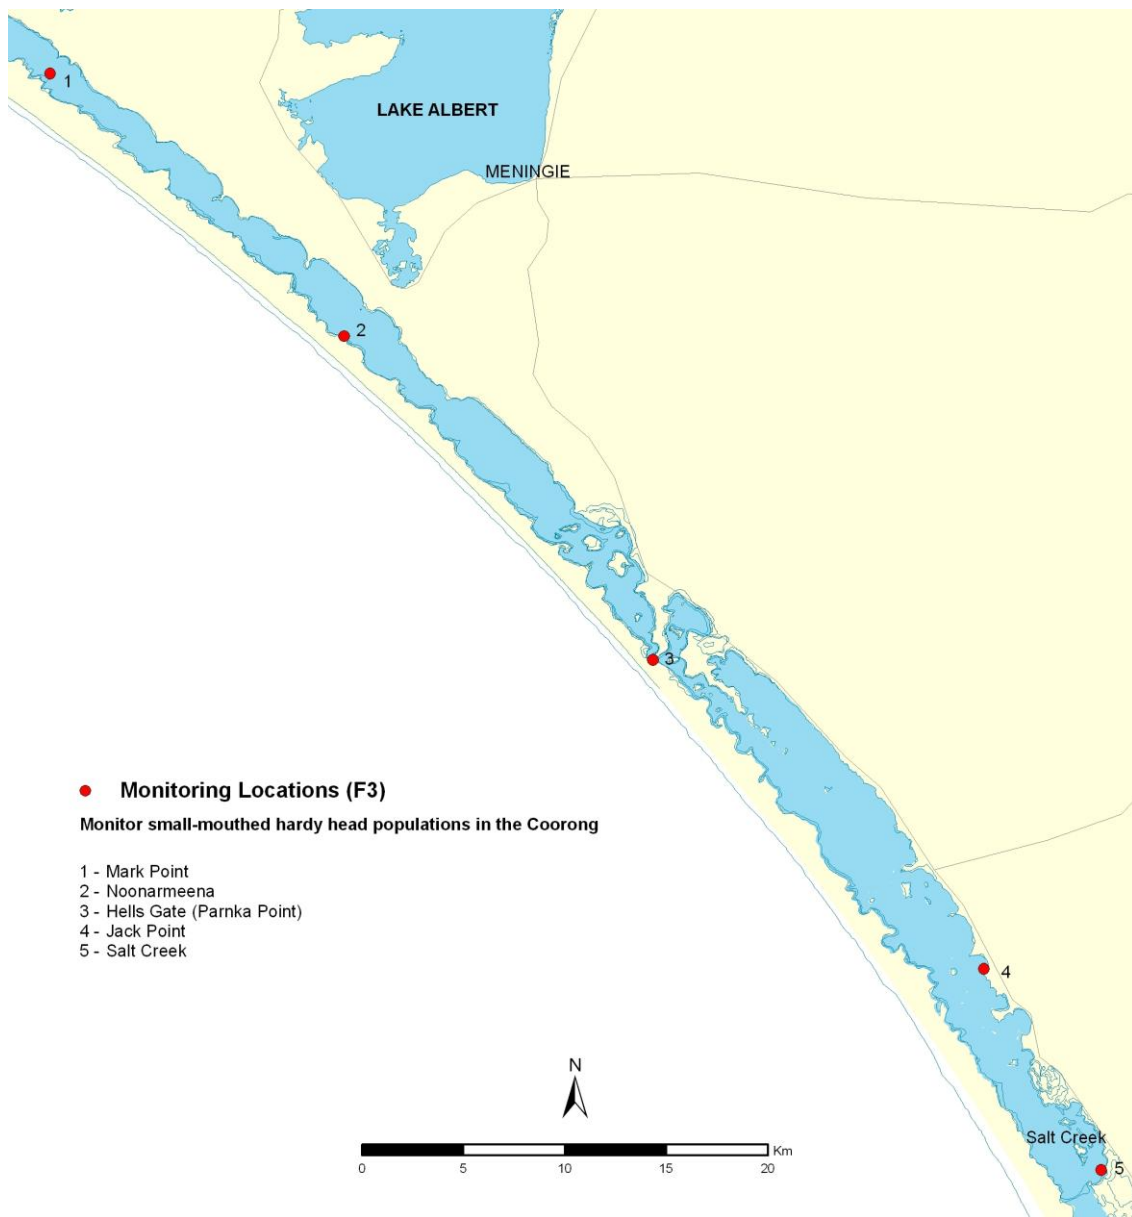 1
LAKE ALBERT
MENINGIE
2
3
Monitoring Locations (F3)
Monitor small-mouthed hardy head populations in the Coorong
1 - Mark Point
2 - Noonarmeena
3 - Hells Gate (Parnka Point)
4 - Jack Point
5 - Salt Creek
4
N
Salt Creek
Km
0 5 10 15 20
5